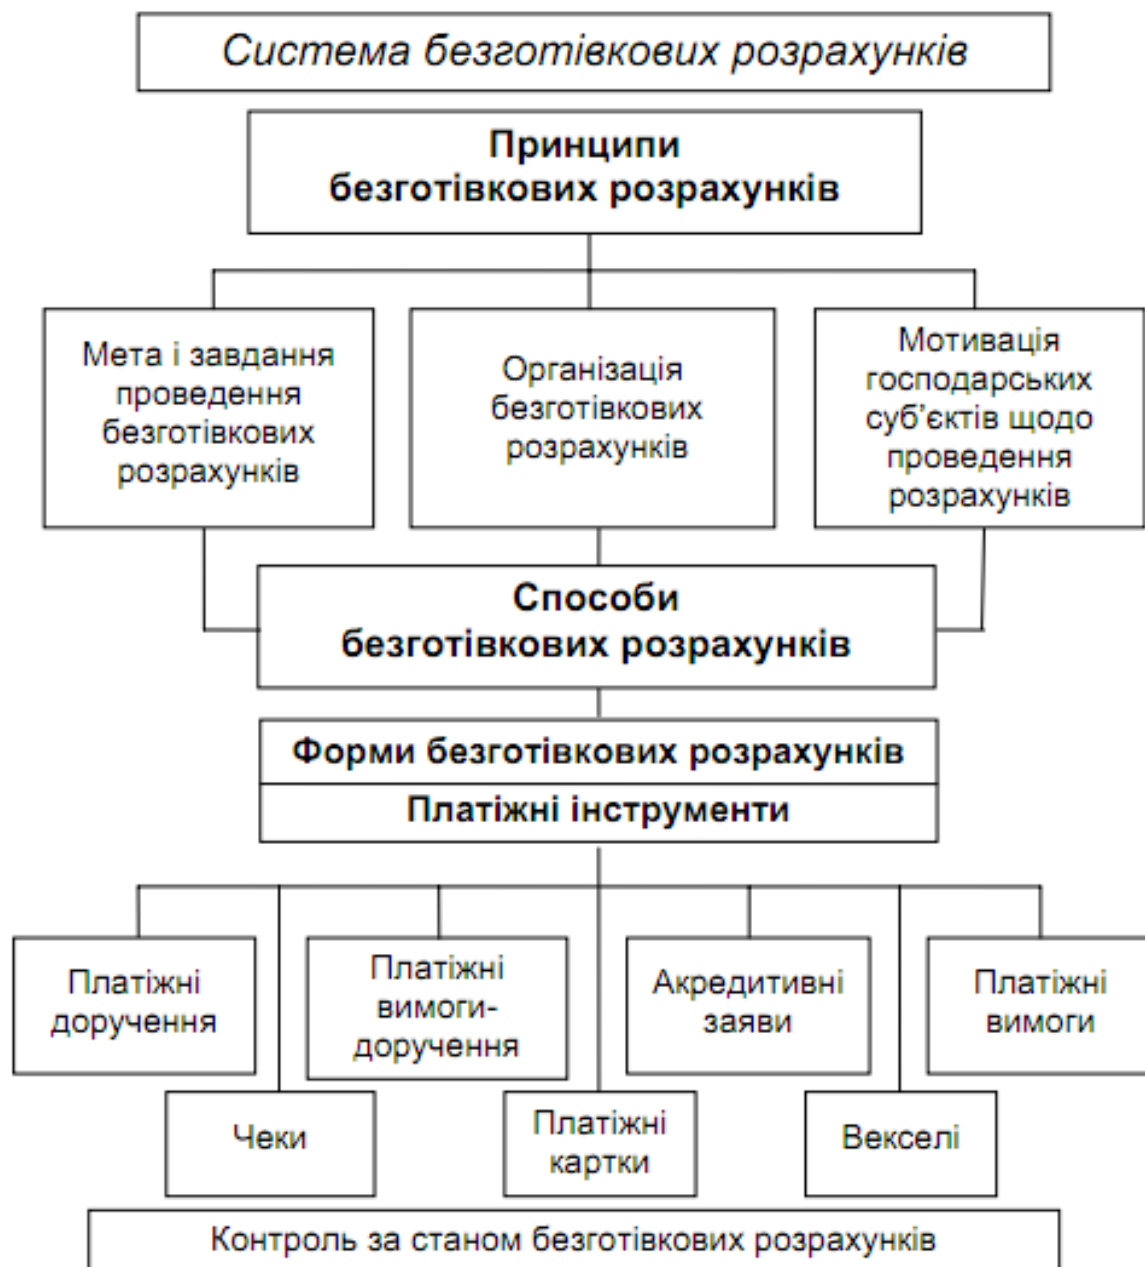 Система безготівкових розрахунків
Принципи
безготівкових розрахунків
Мета і завдання
проведення
безготівкових
розрахунків
Організація
безготівкових
розрахунків
Мотивація
господарських
суб’єктів щодо
проведення
розрахунків
Способи
безготівкових розрахунків
Форми безготівкових розрахунків
Платіжні інструменти
Платіжні
доручення
Платіжні
вимоги-
доручення
Акредитивні
заяви
Платіжні
вимоги
Чеки
Платіжні
картки
Векселі
Контроль за станом безготівкових розрахунків